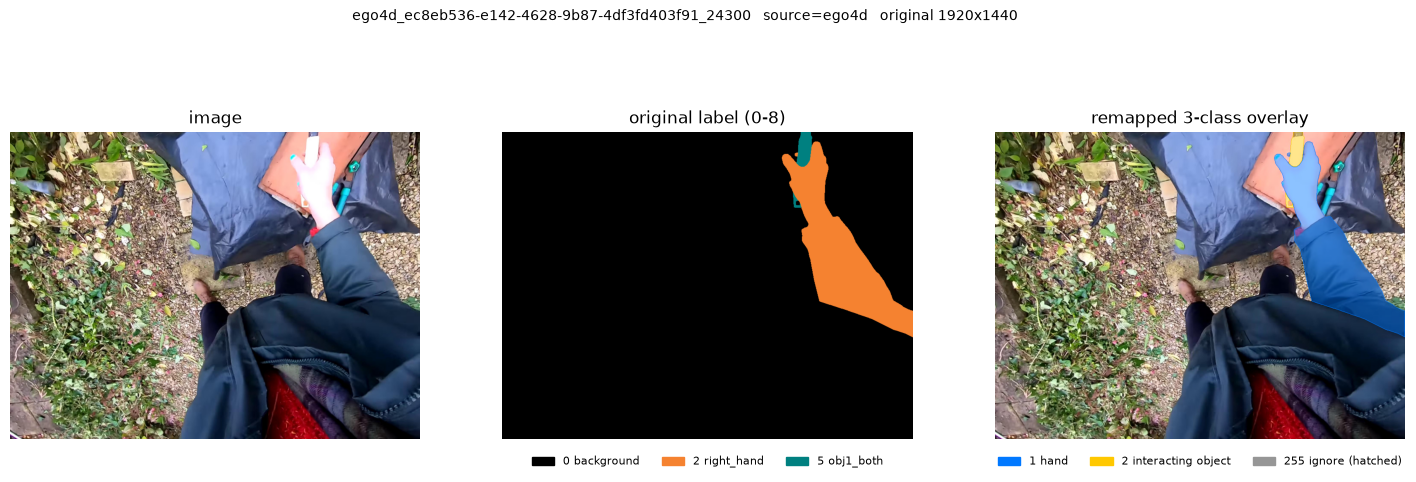 ego4d_ec8eb536-e142-4628-9b87-4df3fd403f91_24300   source=ego4d   original 1920x1440
image
original label (0-8)
remapped 3-class overlay
0 background
2 right_hand
5 obj1_both
1 hand
2 interacting object
255 ignore (hatched)